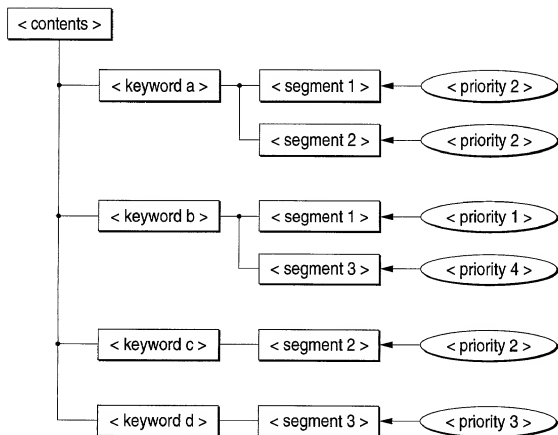 < contents >
< keyword a > < segment 1 > < priority 2 >
< segment 2 > < priority 2 >
< keyword b > < segment 1 > < priority 1 >
< segment 3 > < priority 4 >
< keyword c > < segment 2 > < priority 2 >
< keyword d > < segment 3 > < priority 3 >